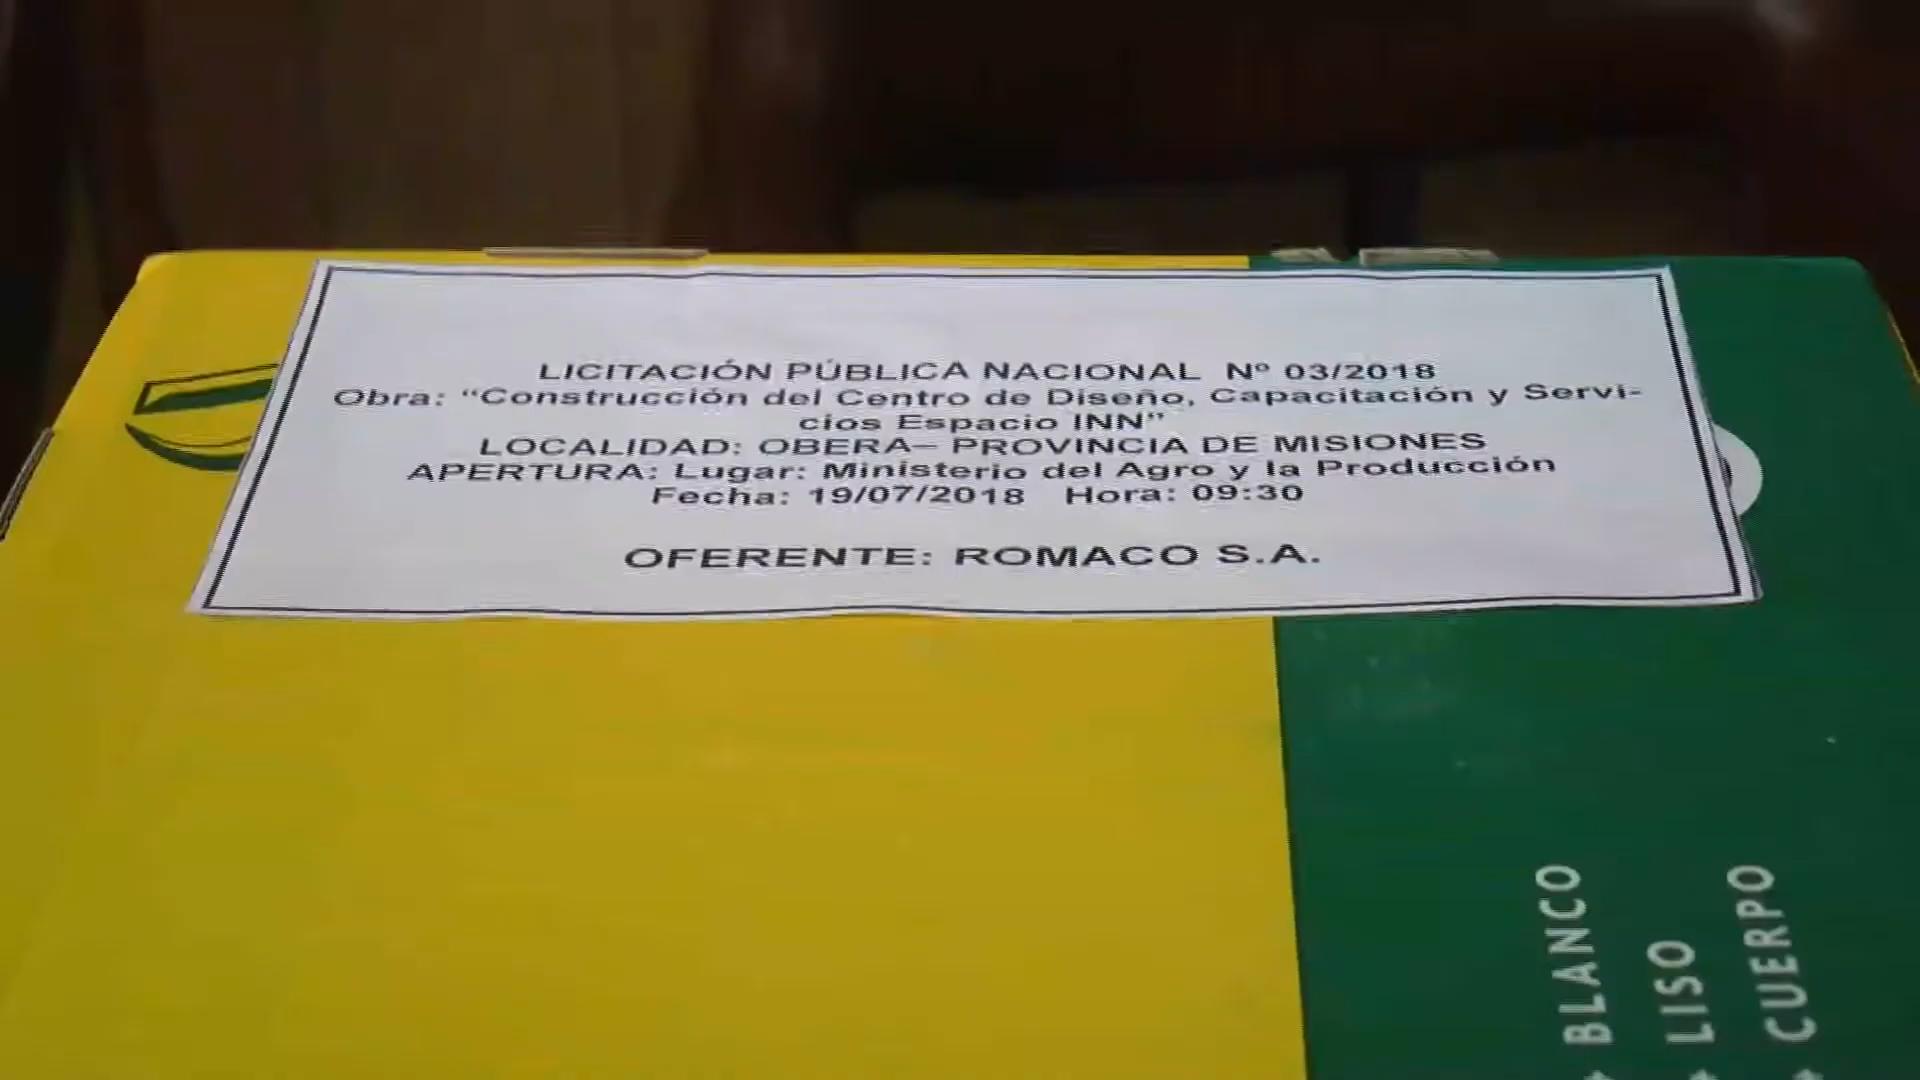 LICITACIÓN PÚBLICA NACIONAL Nº 03/2018
Obra: “Construcción del Centro de Diseño, Capacitación y Servi-
cios Espacio INN”
LOCALIDAD: OBERA– PROVINCIA DE MISIONES
APERTURA: Lugar: Ministerio del Agro y la Producción
Fecha: 19/07/2018 Hora: 09:30
OFERENTE: ROMACO S.A.
BLANCO
LISO
CUERPO